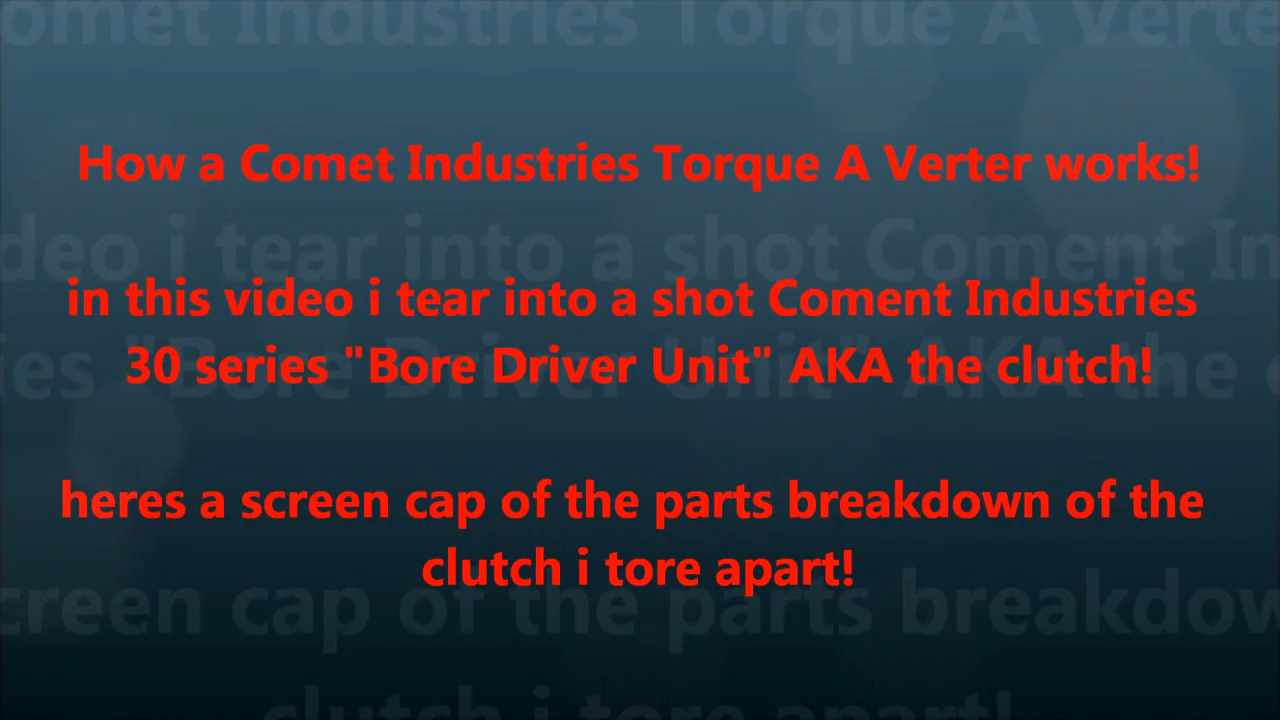 How a Comet Industries Torque A Verter works!
in this video i tear into a shot Coment Industries
30 series "Bore Driver Unit" AKA the clutch!
heres a screen cap of the parts breakdown of the
clutch i tore apart!